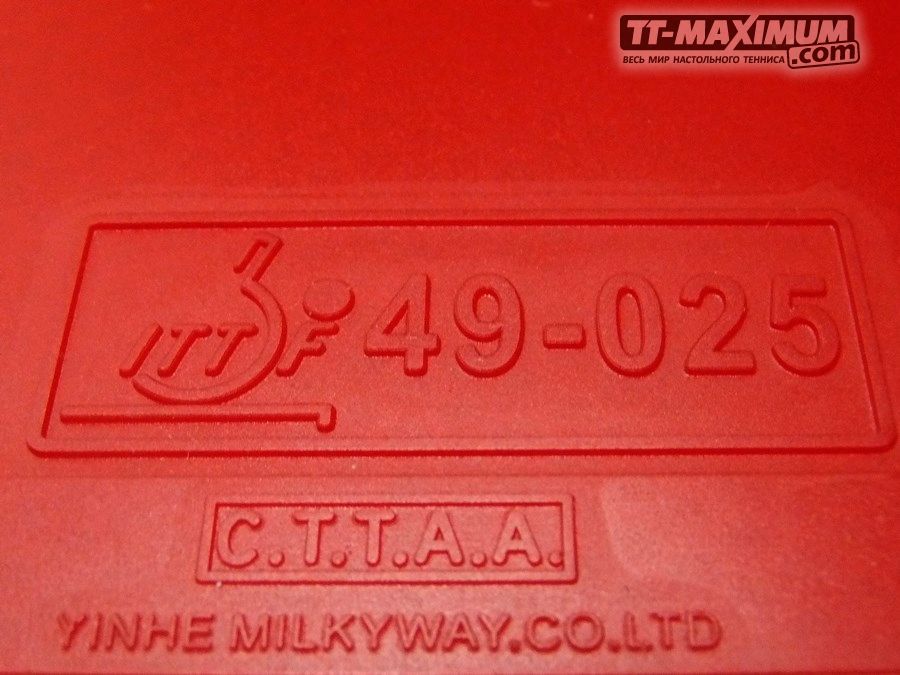 TT-MAXIMUM
.com
ВЕСЬ МИР НАСТОЛЬНОГО ТЕННИСА
ITTF 49-025
C.T.T.A.A.
YINHE MILKYWAY.CO.LTD